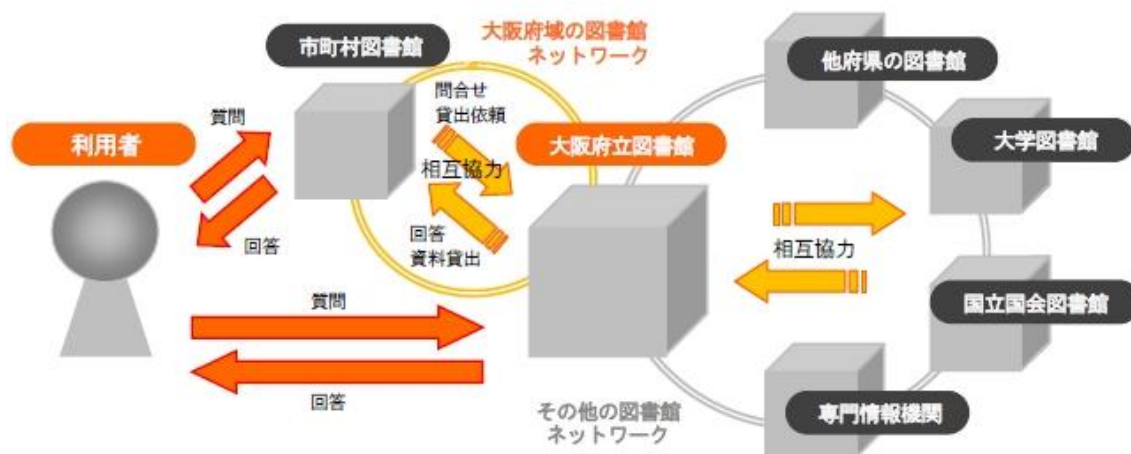 市町村図書館
大阪府域の図書館
ネットワーク
他府県の図書館
質問
問合せ
貸出依頼
利用者
大阪府立図書館
大学図書館
相互協力
回答
回答
資料貸出
相互協力
質問
国立国会図書館
回答
その他の図書館
ネットワーク
専門情報機関